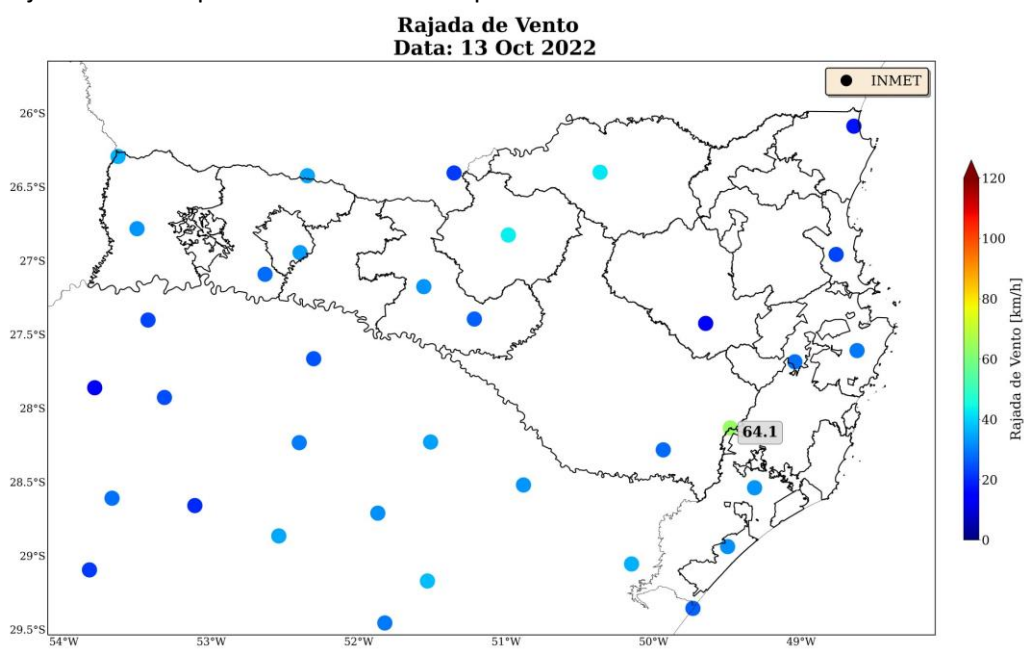 Rajada de Vento
Data: 13 Oct 2022
INMET
26°S
26.5°S
27°S
27.5°S
28°S
28.5°S
29°S
29.5°S
54°W
53°W
52°W
51°W
50°W
49°W
64.1
120
100
80
60
40
20
0
Rajada de Vento [km/h]